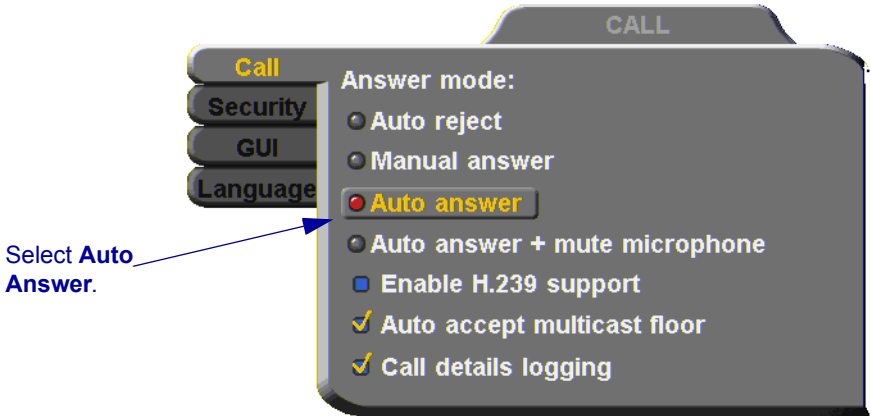 CALL
Call
Security
GUI
Language
Answer mode:
Auto reject
Manual answer
Auto answer
Auto answer + mute microphone
Enable H.239 support
Auto accept multicast floor
Call details logging
Select Auto
Answer.